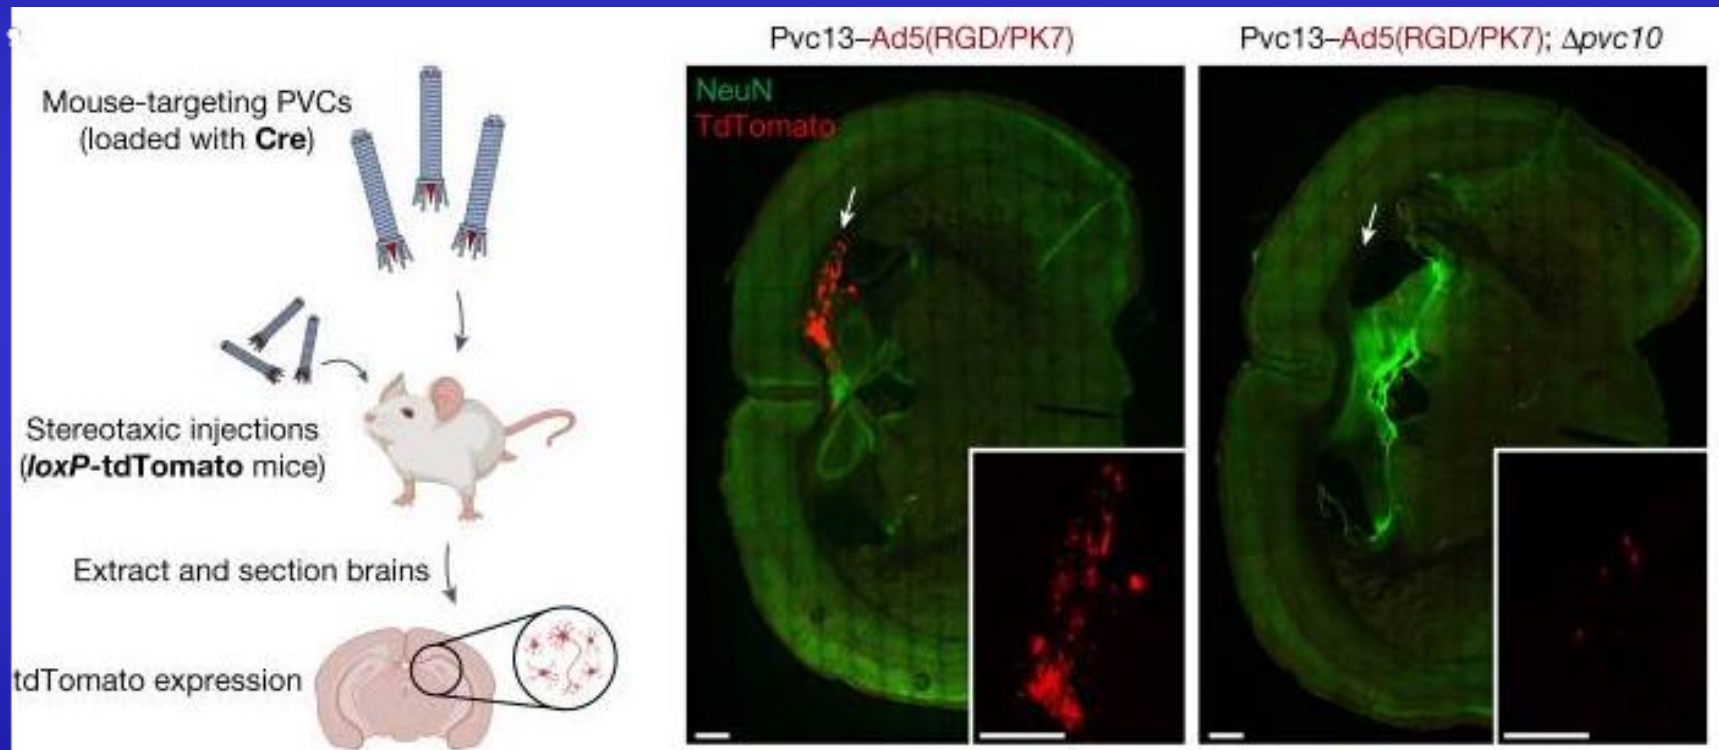 Mouse-targeting PVCs
(loaded with Cre)
Stereotaxic injections
(loxP-tdTomato mice)
Extract and section brains
tdTomato expression
Pvc13–Ad5(RGD/PK7)
NeuN
TdTomato
Pvc13–Ad5(RGD/PK7); Δpvc10